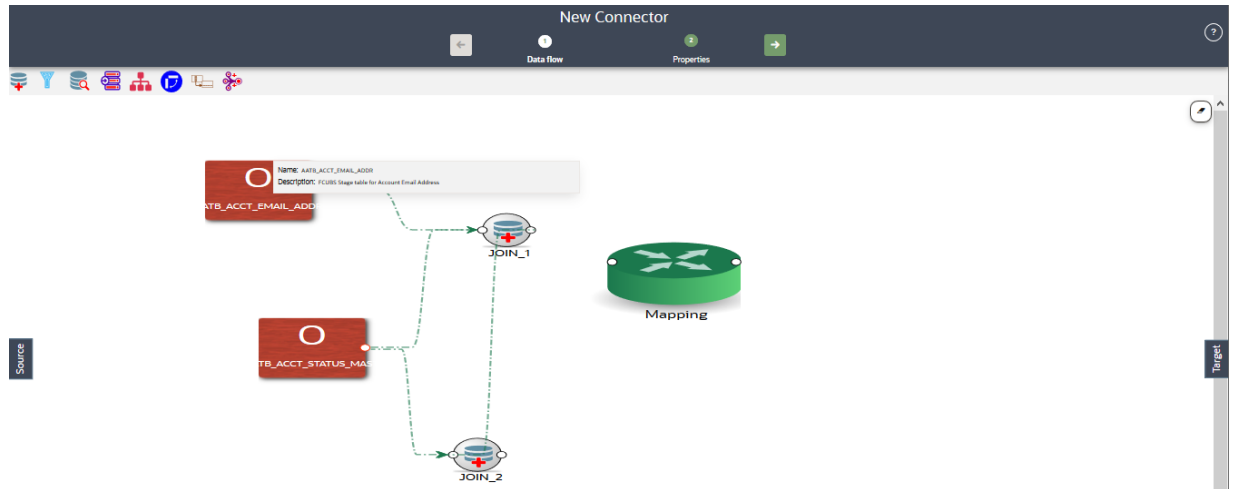 New Connector
?
1
2
Data flow
Properties
Name: AATB_ACCT_EMAIL_ADDR
Description: FCUBS Stage table for Account Email Address
O
ATB_ACCT_EMAIL_ADD
JOIN_1
Mapping
O
TB_ACCT_STATUS_MAS
Source
Target
JOIN_2